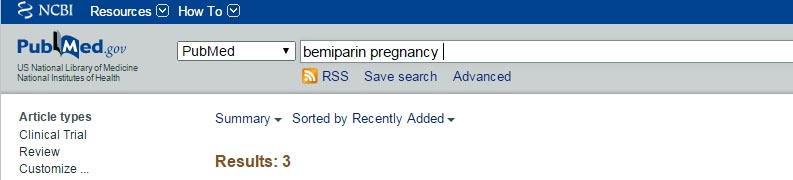 NCBI Resources How To
PubMed.gov
US National Library of Medicine
National Institutes of Health
PubMed
bemiparin pregnancy
RSS Save search Advanced
Article types
Clinical Trial
Review
Customize ...
Summary Sorted by Recently Added
Results: 3